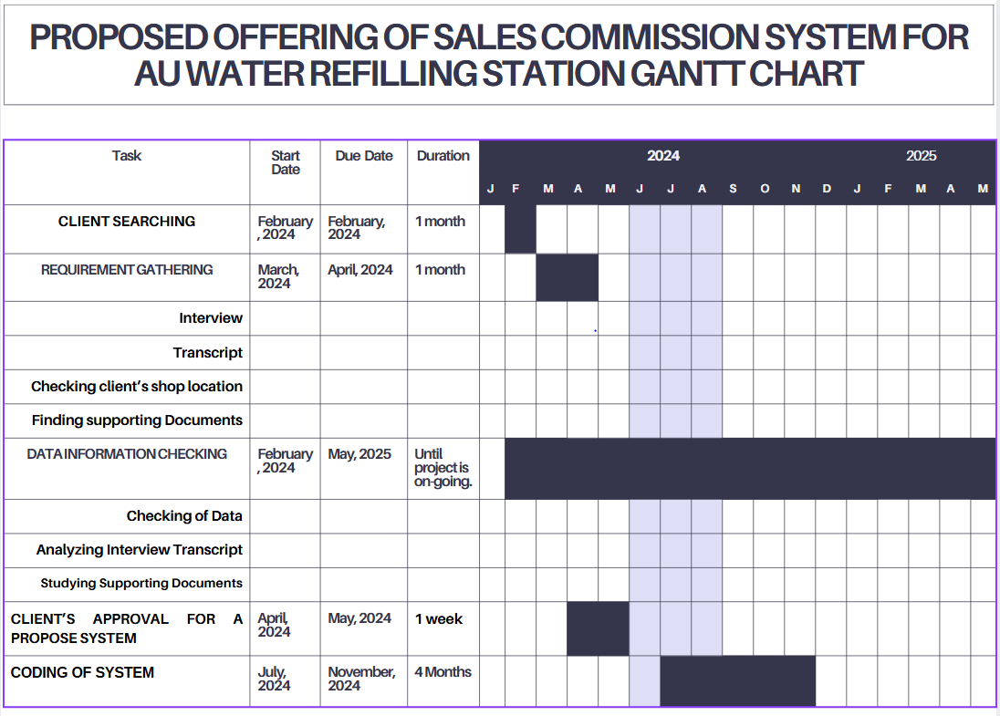 PROPOSED OFFERING OF SALES COMMISSION SYSTEM FOR
AU WATER REFILLING STATION GANTT CHART
Task
Start
Date
Due Date
Duration
2024
2025
J F M A M J J A S O N D J F M A M
CLIENT SEARCHING
February
, 2024
February,
2024
1 month
REQUIREMENT GATHERING
March,
2024
April, 2024
1 month
Interview
Transcript
Checking client's shop location
Finding supporting Documents
DATA INFORMATION CHECKING
February
, 2024
May, 2025
Until
project is
on-going.
Checking of Data
Analyzing Interview Transcript
Studying Supporting Documents
CLIENT'S APPROVAL FOR A
PROPOSE SYSTEM
April,
2024
May, 2024
1 week
CODING OF SYSTEM
July,
2024
November,
2024
4 Months